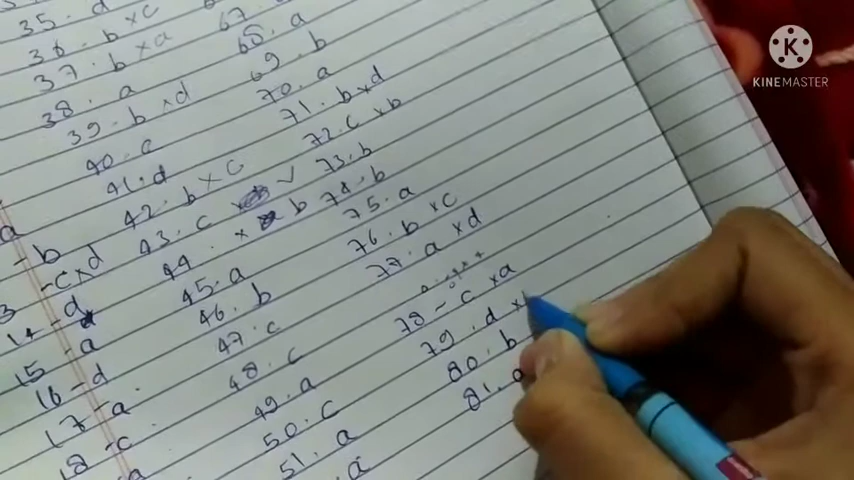 35. d
36. b x c
37. b x a
38. a
39. b x d
40. a
41. d
42. b x c
43. c ✓
44. x b
45. a
46. b
47. c
48. c
49. a
50. c
51. a
a
a
- b
- c x d
14 - d
15 - a
16 - d
17 - a
18 - c
67.
68. a
69. b
70. a
71. b x d
72. c x b
73. b
74. b
75. a
76. b x c
77. a x d
78 - c x a
79. d x
80. b
81. a
KINEMASTER